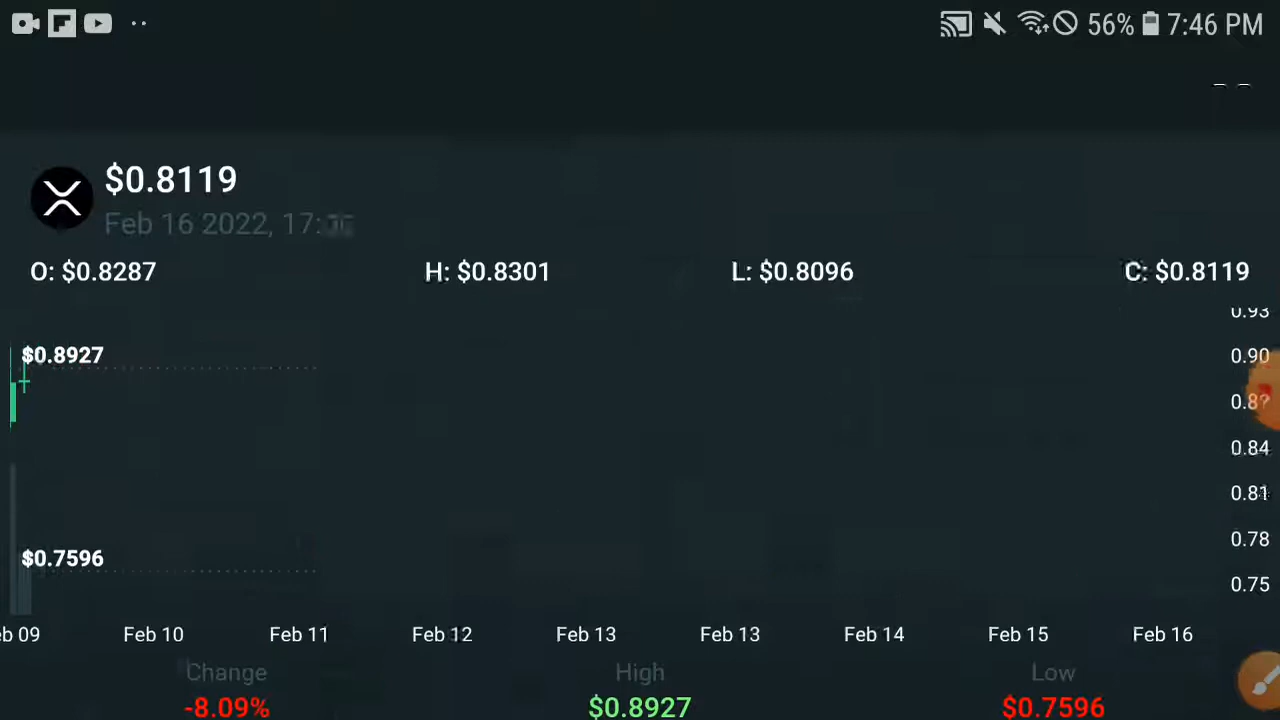 56% 7:46 PM
$0.8119
Feb 16 2022, 17:
O: $0.8287 H: $0.8301 L: $0.8096 C: $0.8119
0.93
$0.8927
0.90
0.84
0.81
$0.7596
0.78
0.75
Feb 10 Feb 11 Feb 12 Feb 13 Feb 13 Feb 14 Feb 15 Feb 16
Change High Low
-8.09% $0.8927 $0.7596